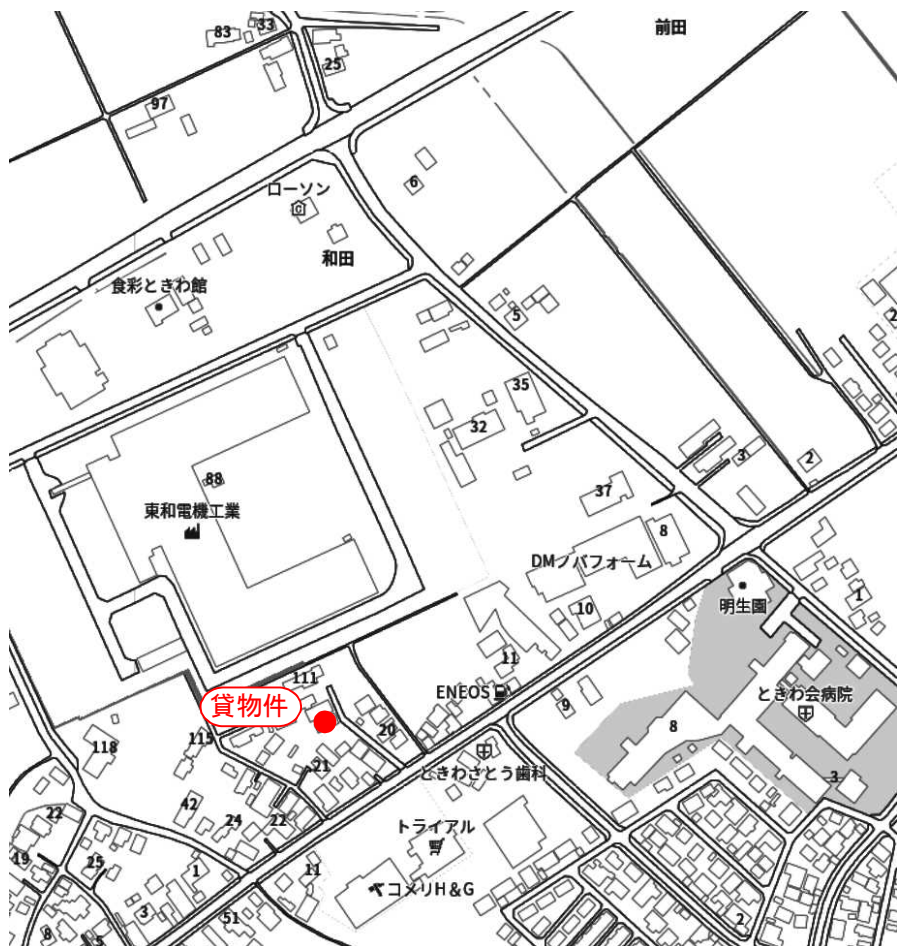 33
83
前田
25
97
6
ローソン
和田
食彩ときわ館
5
2
35
32
3
2
88
37
東和電機工業
8
DMノバフォーム
明生園
1
10
11
111
ENEOS
ときわ会病院
貸物件
9
20
8
118
115
21
ときわさとう歯科
3
42
22
24
22
トライアル
19
25
1
11
コメリH&G
3
51
2
8
5